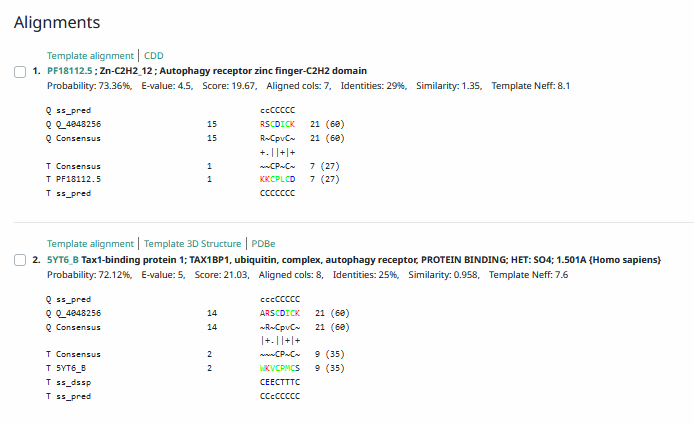 Alignments
Template alignment | CDD
1. PF18112.5 ; Zn-C2H2_12 ; Autophagy receptor zinc finger-C2H2 domain
Probability: 73.36%, E-value: 4.5, Score: 19.67, Aligned cols: 7, Identities: 29%, Similarity: 1.35, Template Neff: 8.1
Q ss_pred ccCCCCC
Q Q_4048256 15 RSCDICK 21 (60)
Q Consensus 15 R~CpvC~ 21 (60)
+.||+|+
T Consensus 1 ~~CP~C~ 7 (27)
T PF18112.5 1 KKCPLCD 7 (27)
T ss_pred CCCCCCC
Template alignment | Template 3D Structure | PDBe
2. 5YT6_B Tax1-binding protein 1; TAX1BP1, ubiquitin, complex, autophagy receptor, PROTEIN BINDING; HET: SO4; 1.501A {Homo sapiens}
Probability: 72.12%, E-value: 5, Score: 21.03, Aligned cols: 8, Identities: 25%, Similarity: 0.958, Template Neff: 7.6
Q ss_pred cccCCCCC
Q Q_4048256 14 ARSCDICK 21 (60)
Q Consensus 14 ~R~CpvC~ 21 (60)
|+.||+|+
T Consensus 2 ~~~CP~C~ 9 (35)
T 5YT6_B 2 WKVCPMCS 9 (35)
T ss_dssp CEECTTTC
T ss_pred CCcCCCCC